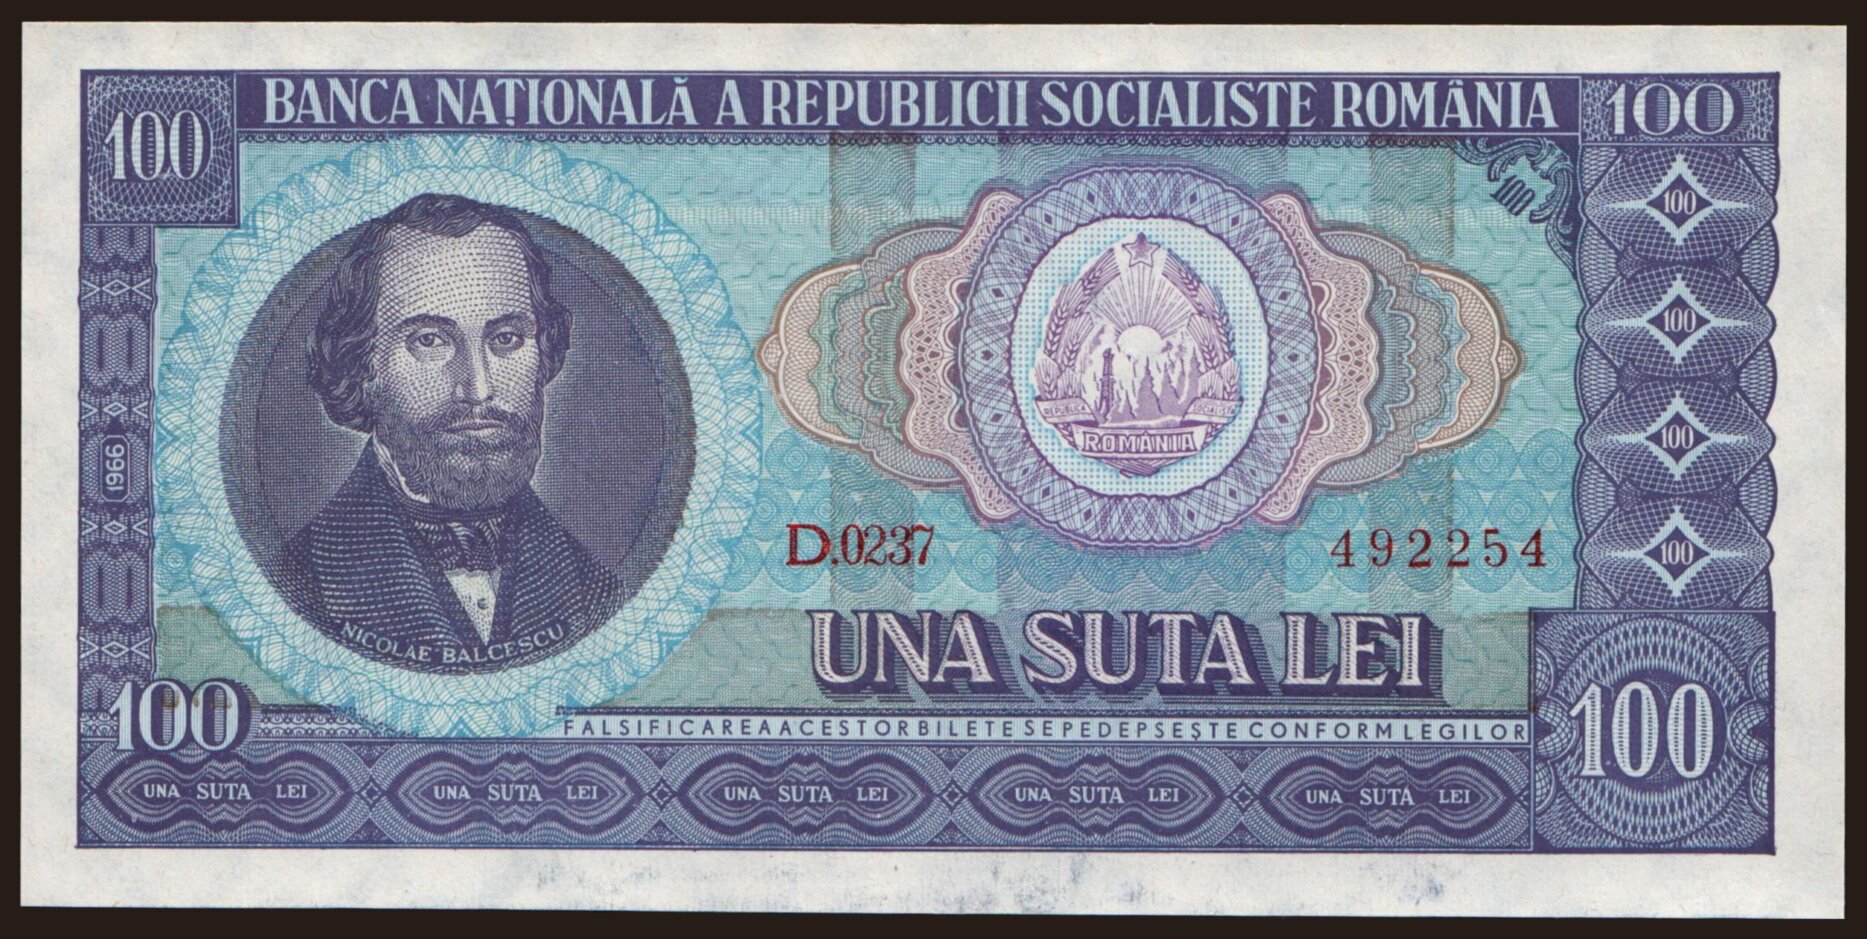 BANCA NAȚIONALĂ A REPUBLICII SOCIALISTE ROMÂNIA
100
100
100
100
100
100
100
REPUBLICA SOCIALISTA
ROMÂNIA
1966
D.0237
492254
UNA SUTA LEI
NICOLAE BALCESCU
100
FALSIFICAREA ACESTOR BILETE SE PEDEPSEȘTE CONFORM LEGILOR
100
UNA SUTA LEI UNA SUTA LEI UNA SUTA LEI UNA SUTA LEI UNA SUTA LEI